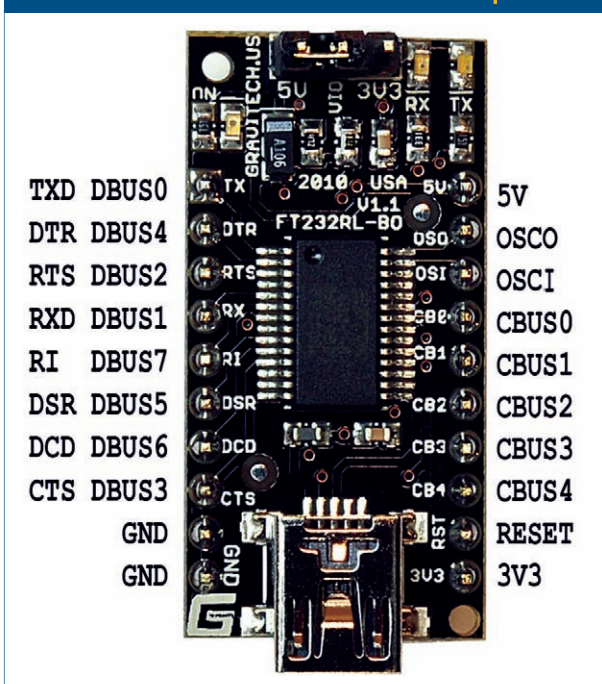 5V VIO 3V3
ON
RX TX
GRAVITECH.US
A106
2010 USA
V1.1
FT232RL-BO
TXD DBUS0 TX 5V 5V
DTR DBUS4 DTR OSO OSCO
RTS DBUS2 RTS OSI OSCI
RXD DBUS1 RX CB0 CBUS0
RI DBUS7 RI CB1 CBUS1
DSR DBUS5 DSR CB2 CBUS2
DCD DBUS6 DCD CB3 CBUS3
CTS DBUS3 CTS CB4 CBUS4
GND RST RESET
GND GND 3V3 3V3